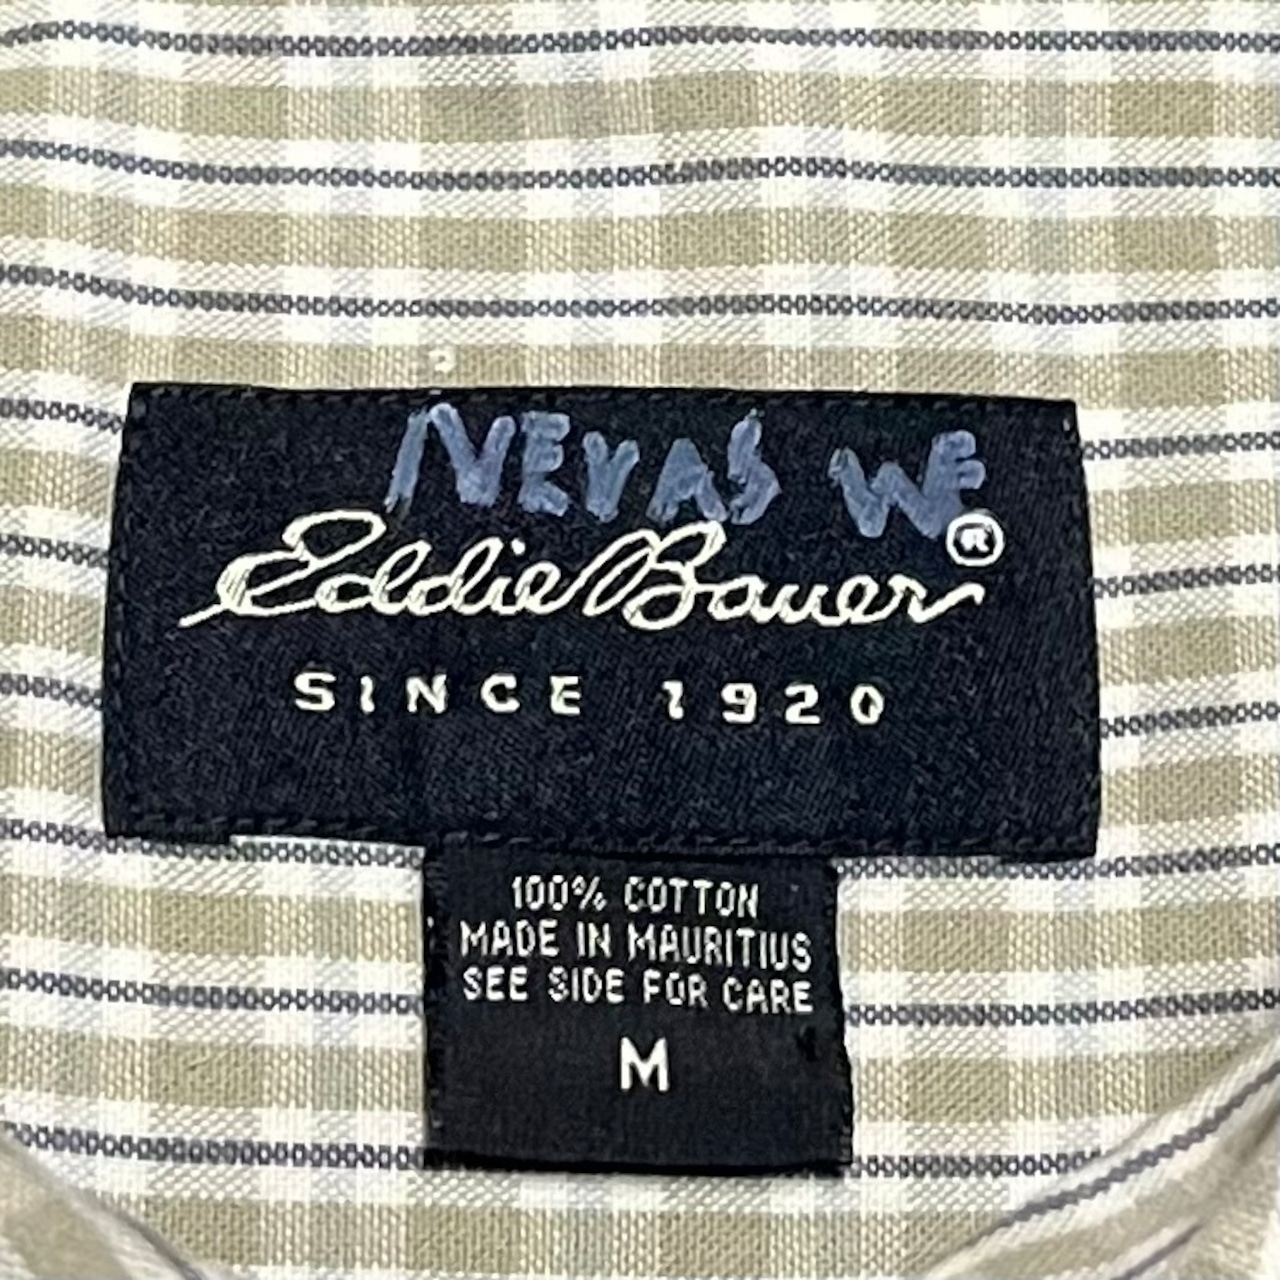 NEVAS WE
Eddie Bauer®
SINCE 1920
100% COTTON
MADE IN MAURITIUS
SEE SIDE FOR CARE
M